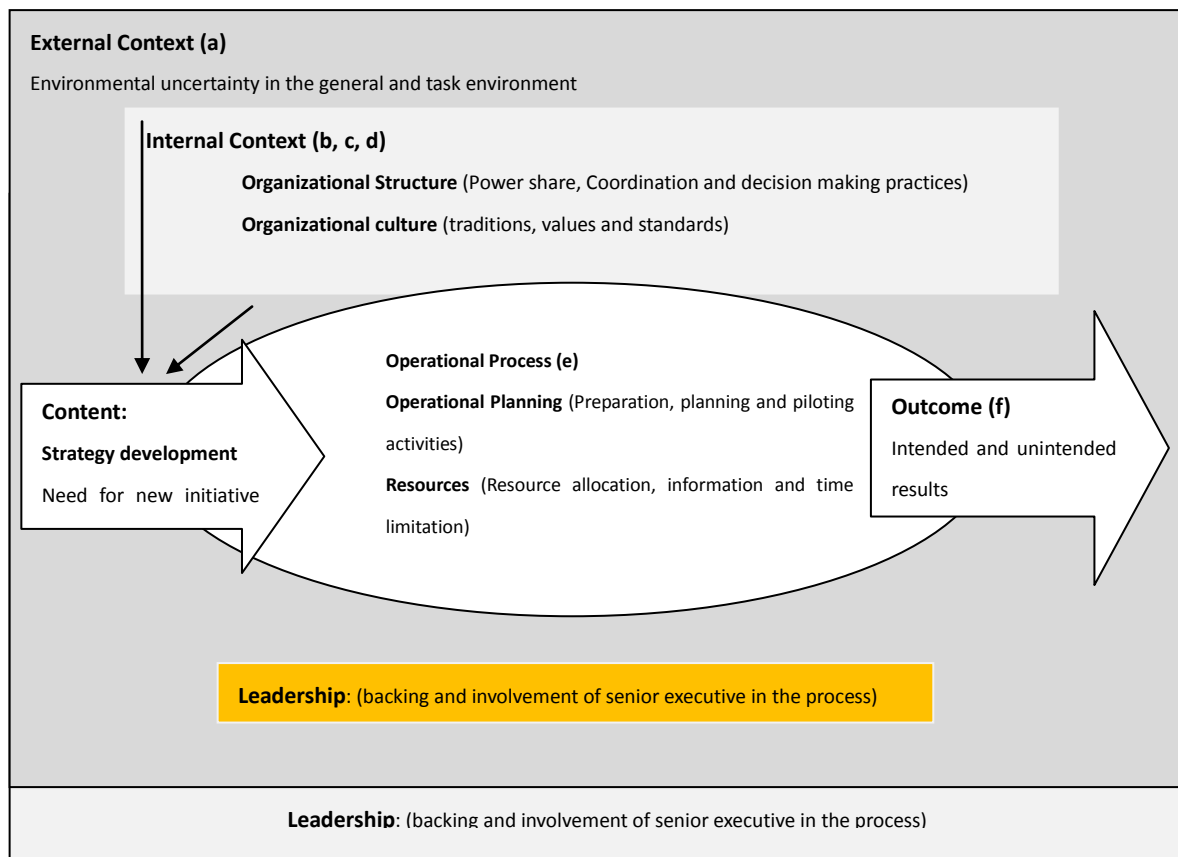 External Context (a)
Environmental uncertainty in the general and task environment
Internal Context (b, c, d)
Organizational Structure (Power share, Coordination and decision making practices)
Organizational culture (traditions, values and standards)
Operational Process (e)
Operational Planning (Preparation, planning and piloting
activities)
Resources (Resource allocation, information and time
limitation)
Content:
Strategy development
Need for new initiative
Outcome (f)
Intended and unintended
results
Leadership: (backing and involvement of senior executive in the process)
Leadership: (backing and involvement of senior executive in the process)